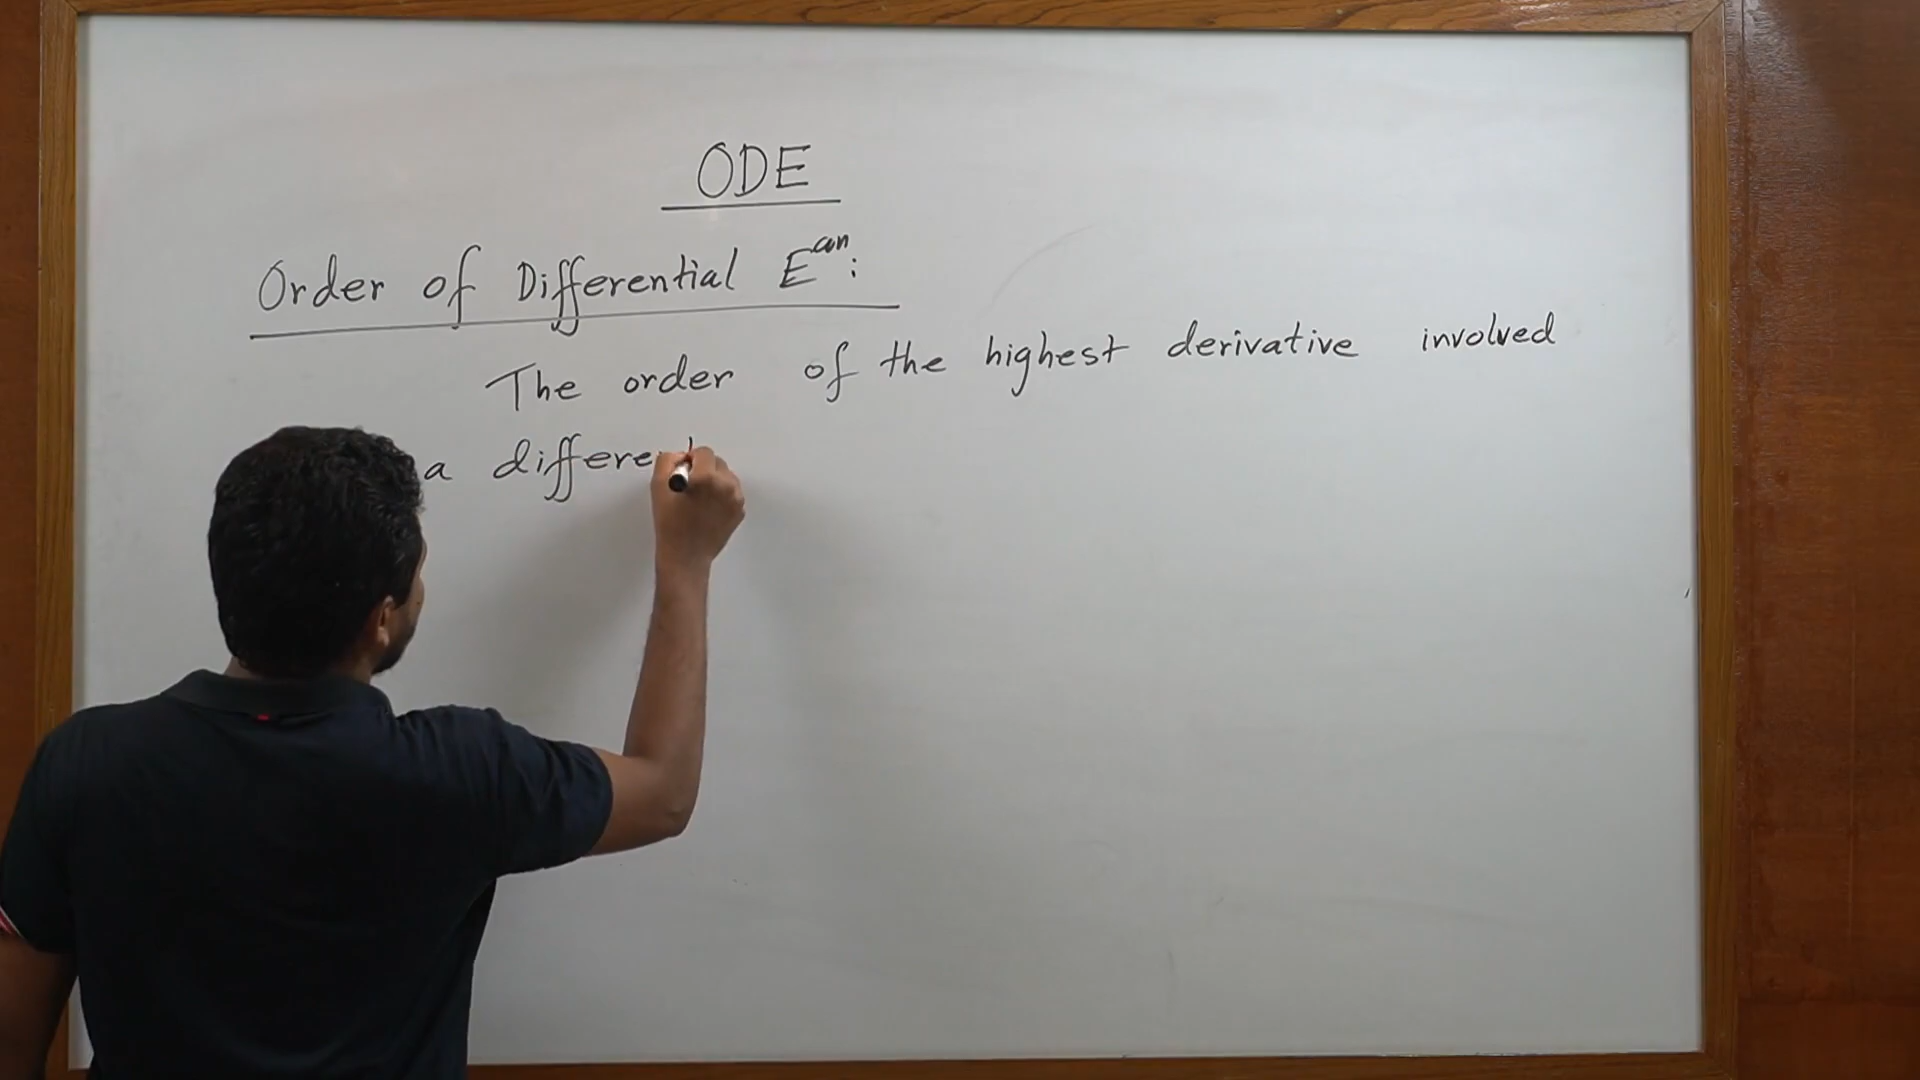 ODE
Order of Differential Eqn:
The order of the highest derivative involved
a differe